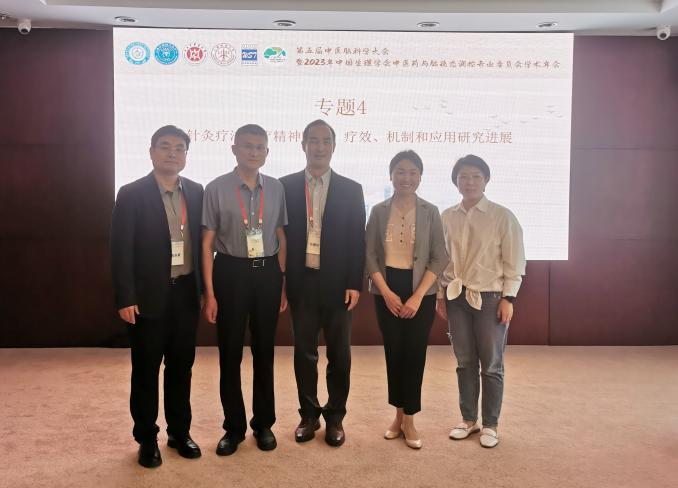 第五届中医脑科学大会
暨2023年中国生理学会中医药与脑稳态调控专业委员会学术年会
专题4
针灸疗 精神 疗效、机制和应用研究进展